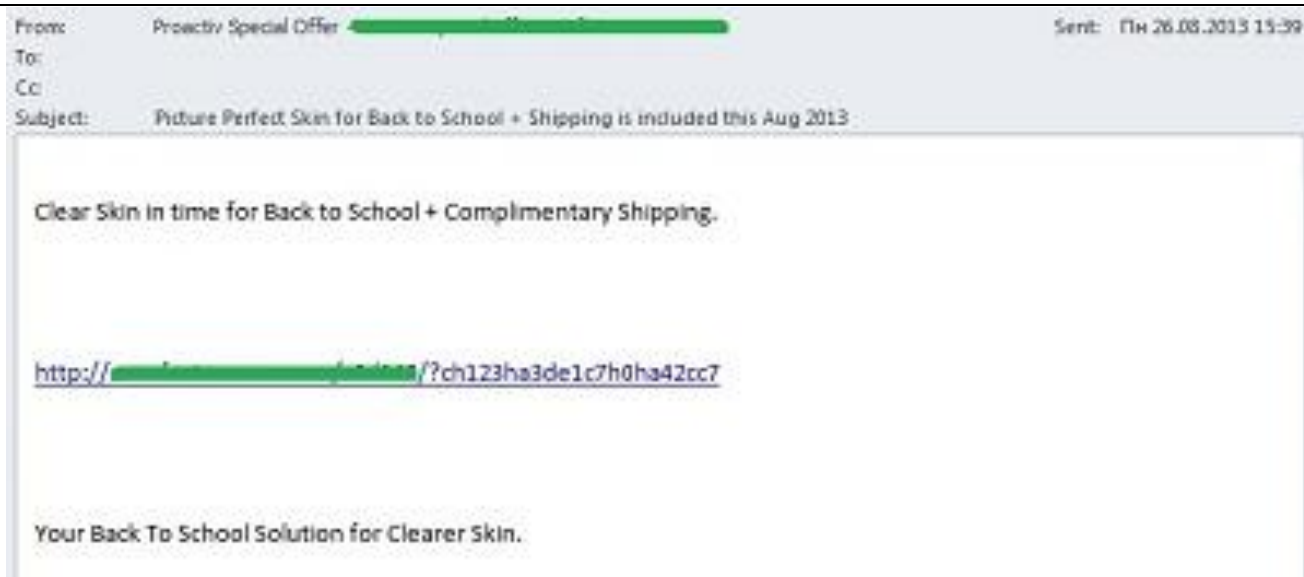 From: Proactiv Special Offer Sent: Пн 26.08.2013 15:39
To:
Cc
Subject: Picture Perfect Skin for Back to School + Shipping is included this Aug 2013
Clear Skin in time for Back to School + Complimentary Shipping.
http:// /?ch123ha3de1c7h0ha42cc7
Your Back To School Solution for Clearer Skin.